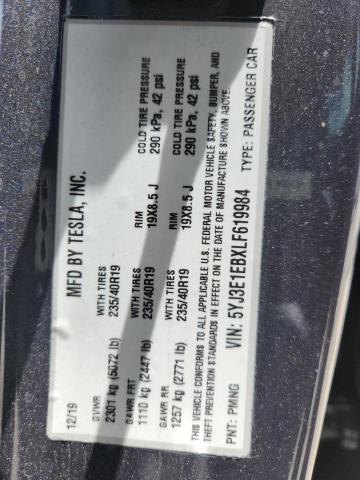 12/19 MFD BY TESLA, INC.
GVWR
2301 kg (5072 lb) WITH TIRES RIM COLD TIRE PRESSURE
GAWR FRT 235/40R19 19X8.5 J 290 kPa, 42 psi
1110 kg (2447 lb) WITH TIRES RIM COLD TIRE PRESSURE
GAWR RR 235/40R19 19X8.5 J 290 kPa, 42 psi
1257 kg (2771 lb)
THIS VEHICLE CONFORMS TO ALL APPLICABLE U.S. FEDERAL MOTOR VEHICLE SAFETY, BUMPER, AND
THEFT PREVENTION STANDARDS IN EFFECT ON THE DATE OF MANUFACTURE SHOWN ABOVE.
PNT: PMNG VIN: 5YJ3E1EBXLF619984 TYPE: PASSENGER CAR